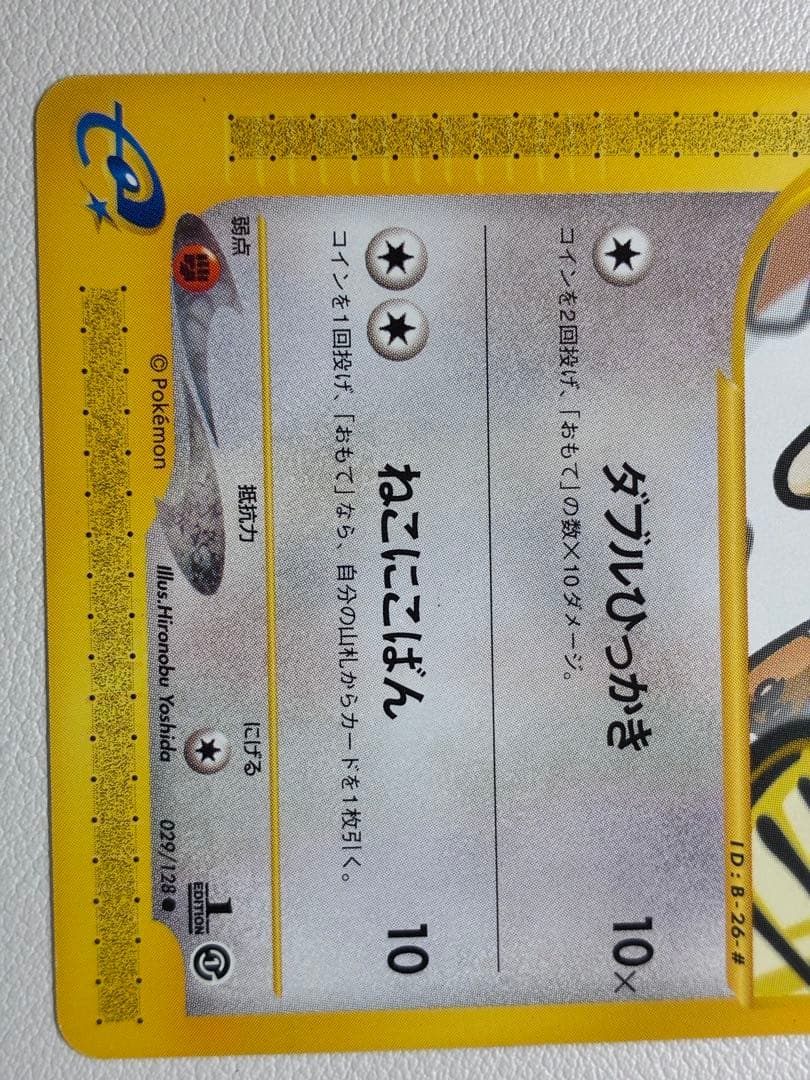 ID:B-26-#
ダブルひっかき 10×
コインを2回投げ、「おもて」の数×10ダメージ。
ねこにこばん 10
コインを1回投げ、「おもて」なら、自分の山札からカードを1枚引く。
弱点 抵抗力 にげる
1 EDITION
© Pokémon Illus.Hironobu Yoshida 029/128●